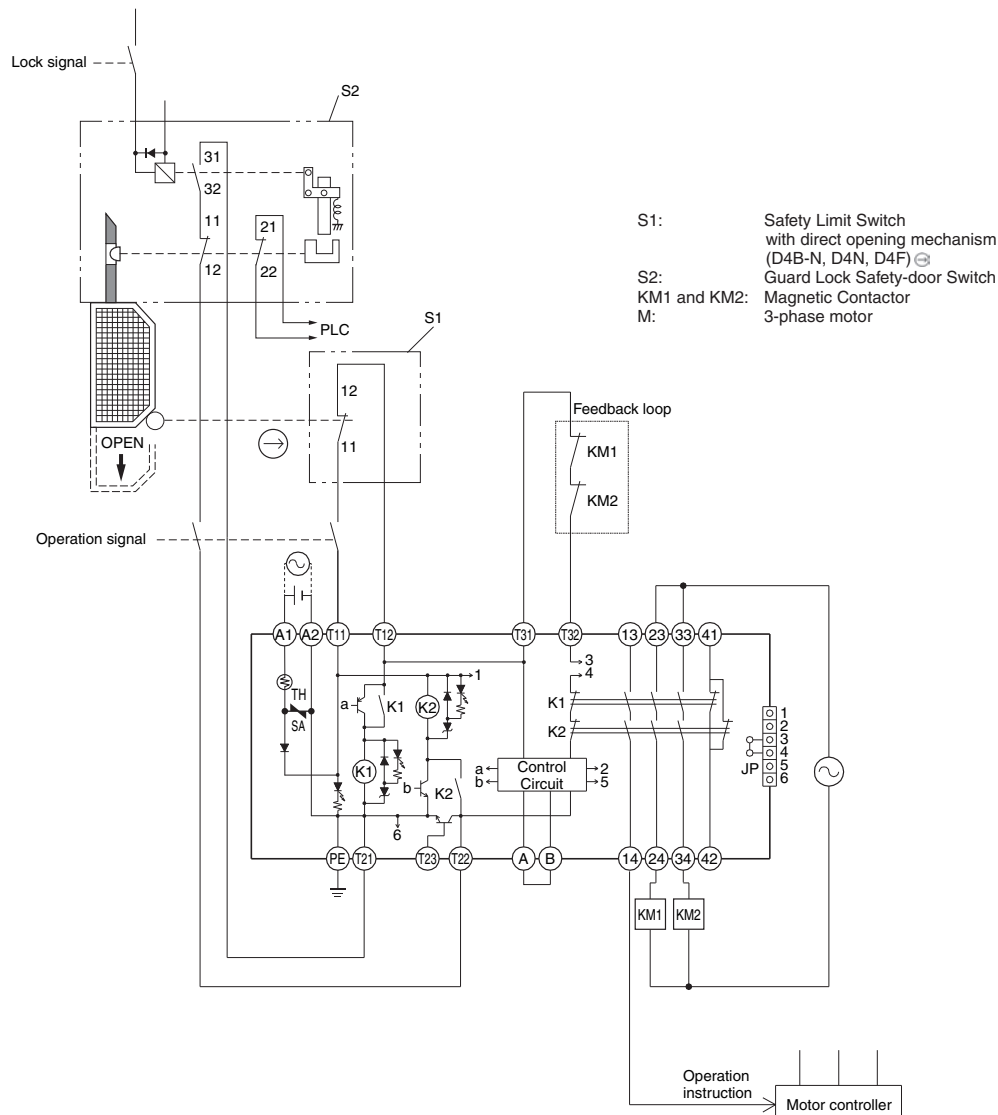 Lock signal
S2
31
32
11
12
21
22
PLC
S1: Safety Limit Switch
with direct opening mechanism
(D4B-N, D4N, D4F)
S2: Guard Lock Safety-door Switch
KM1 and KM2: Magnetic Contactor
M: 3-phase motor
S1
12
11
OPEN
Feedback loop
KM1
KM2
Operation signal
A1 A2 T11 T12 T31 T32 13 23 33 41
TH
SA
a
K1
K2
1
3
4
K1
K2
K1
b
K2
6
a
b
Control
Circuit
2
5
JP
1
2
3
4
5
6
PE T21 T23 T22 A B 14 24 34 42
KM1 KM2
Operation
instruction
Motor controller